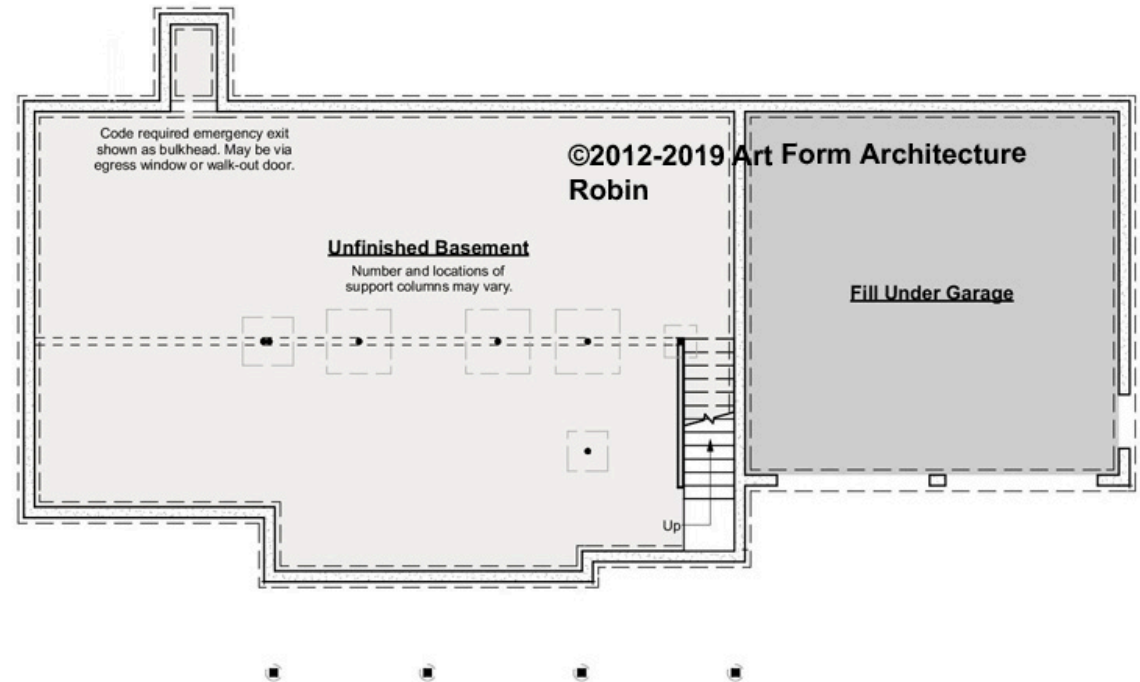 Code required emergency exit
shown as bulkhead. May be via
egress window or walk-out door.
©2012-2019 Art Form Architecture
Robin
Unfinished Basement
Number and locations of
support columns may vary.
Fill Under Garage
Up